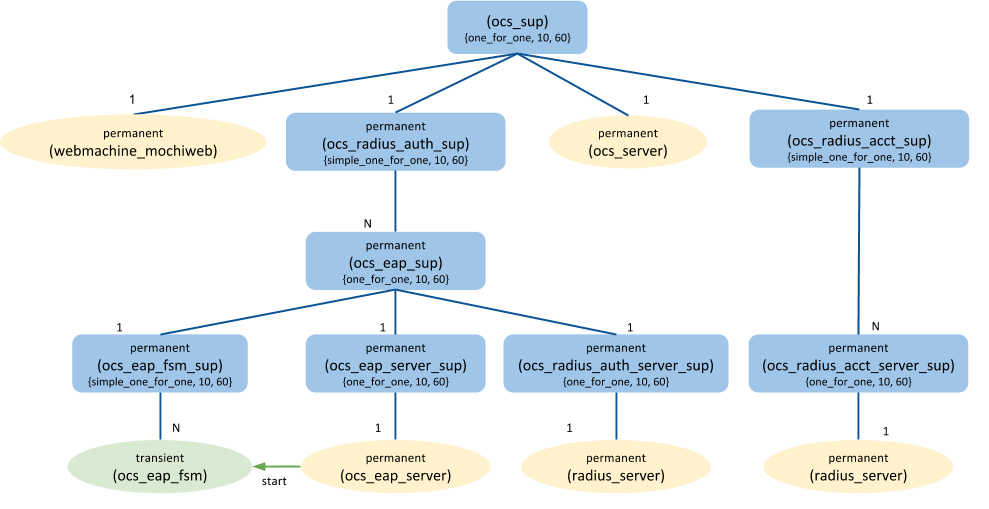 (ocs_sup)
{one_for_one, 10, 60}
1
1
1
1
permanent
(webmachine_mochiweb)
permanent
(ocs_radius_auth_sup)
{simple_one_for_one, 10, 60}
permanent
(ocs_server)
permanent
(ocs_radius_acct_sup)
{simple_one_for_one, 10, 60}
N
permanent
(ocs_eap_sup)
{one_for_one, 10, 60}
1
1
1
N
permanent
(ocs_eap_fsm_sup)
{simple_one_for_one, 10, 60}
permanent
(ocs_eap_server_sup)
{one_for_one, 10, 60}
permanent
(ocs_radius_auth_server_sup)
{one_for_one, 10, 60}
permanent
(ocs_radius_acct_server_sup)
{one_for_one, 10, 60}
N
1
1
1
transient
(ocs_eap_fsm)
start
permanent
(ocs_eap_server)
permanent
(radius_server)
permanent
(radius_server)